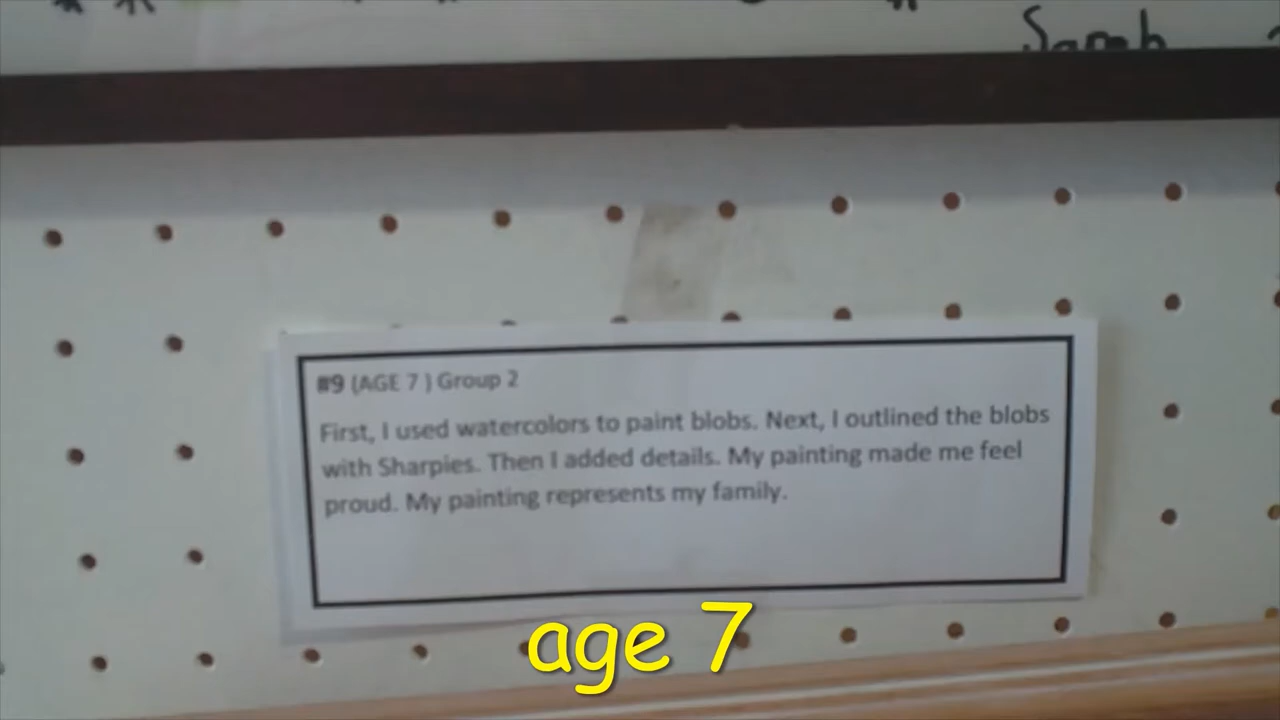 Sarah
#9 (AGE 7 ) Group 2
First, I used watercolors to paint blobs. Next, I outlined the blobs
with Sharpies. Then I added details. My painting made me feel
proud. My painting represents my family.
age 7